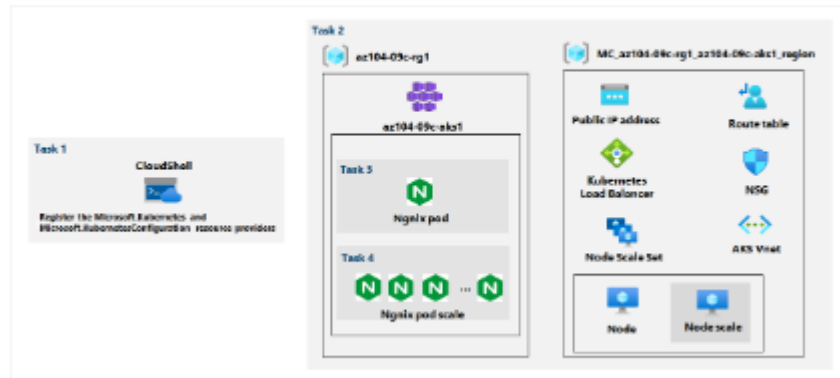 Task 2
az104-09c-rg1
MC_az104-09c-rg1_az104-09c-aks1_region
az104-09c-aks1
Public IP address
Route table
Task 1
CloudShell
Register the Microsoft.Kubernetes and
Microsoft.KubernetesConfiguration resource providers
Task 3
Ngnix pod
Kubernetes
Load Balancer
NSG
Task 4
Ngnix pod scale
Node Scale Set
AKS Vnet
Node
Node scale